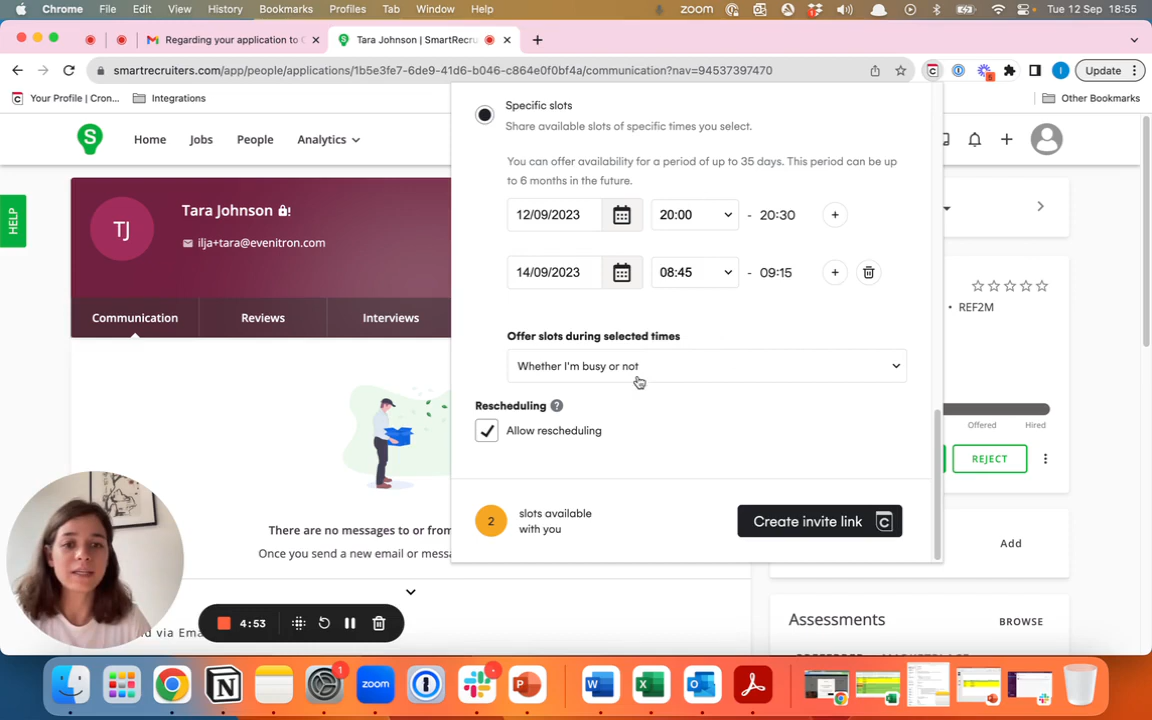 Chrome File Edit View History Bookmarks Profiles Tab Window Help zoom Tue 12 Sep 18:55
Regarding your application to Tara Johnson | SmartRecru
smartrecruiters.com/app/people/applications/1b5e3fe7-6de9-41d6-b046-c864e0f0bf4a/communication?nav=94537397470 Update
Your Profile | Cron... Integrations Other Bookmarks
S Home Jobs People Analytics
HELP
TJ
Tara Johnson
ilja+tara@evenitron.com
Communication Reviews Interviews
Specific slots
Share available slots of specific times you select.
You can offer availability for a period of up to 35 days. This period can be up
to 6 months in the future.
12/09/2023 20:00 - 20:30 +
14/09/2023 08:45 - 09:15 +
Offer slots during selected times
Whether I'm busy or not
Rescheduling ?
Allow rescheduling
2
slots available
with you
Create invite link C
• REF2M
Offered Hired
REJECT
Add
Assessments BROWSE
There are no messages to or from
Once you send a new email or messa
4:53
zoom